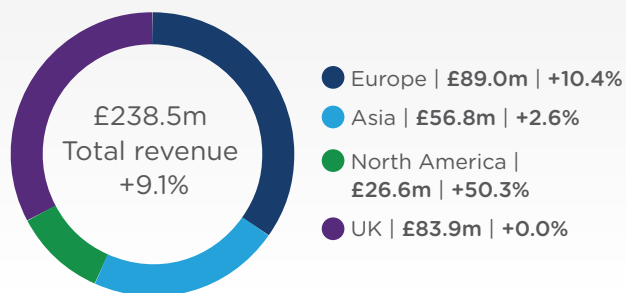 £238.5m
Total revenue
+9.1%
Europe | £89.0m | +10.4%
Asia | £56.8m | +2.6%
North America |
£26.6m | +50.3%
UK | £83.9m | +0.0%